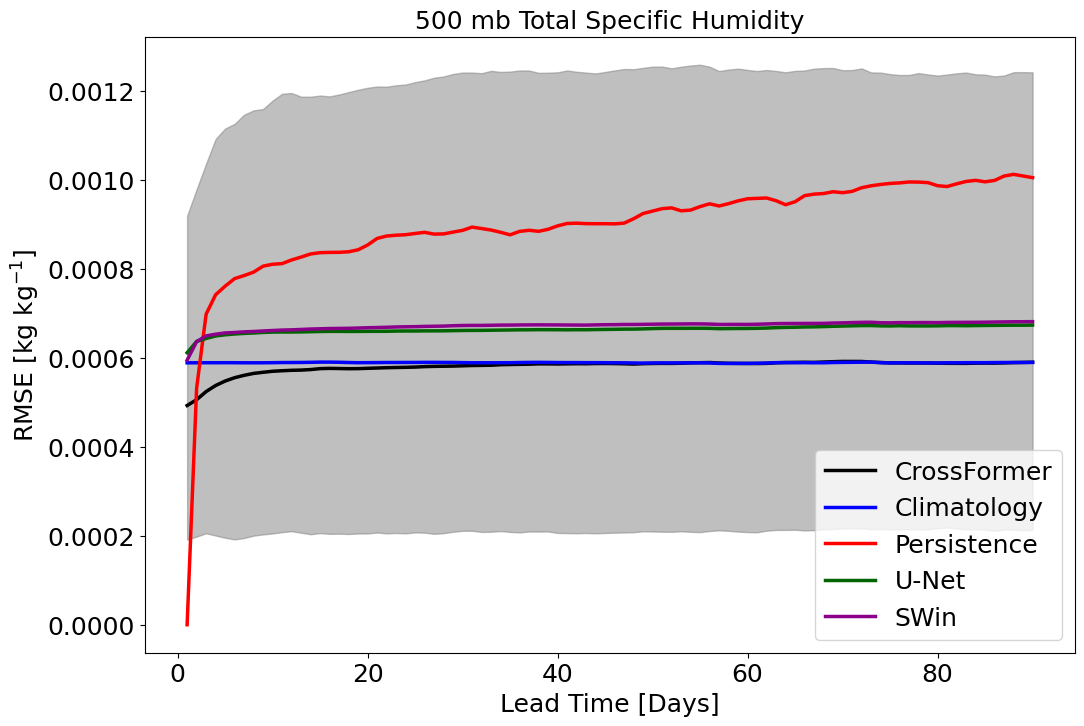 500 mb Total Specific Humidity
RMSE [kg kg⁻¹]
0.0012
0.0010
0.0008
0.0006
0.0004
0.0002
0.0000
CrossFormer
Climatology
Persistence
U-Net
SWin
0 20 40 60 80
Lead Time [Days]